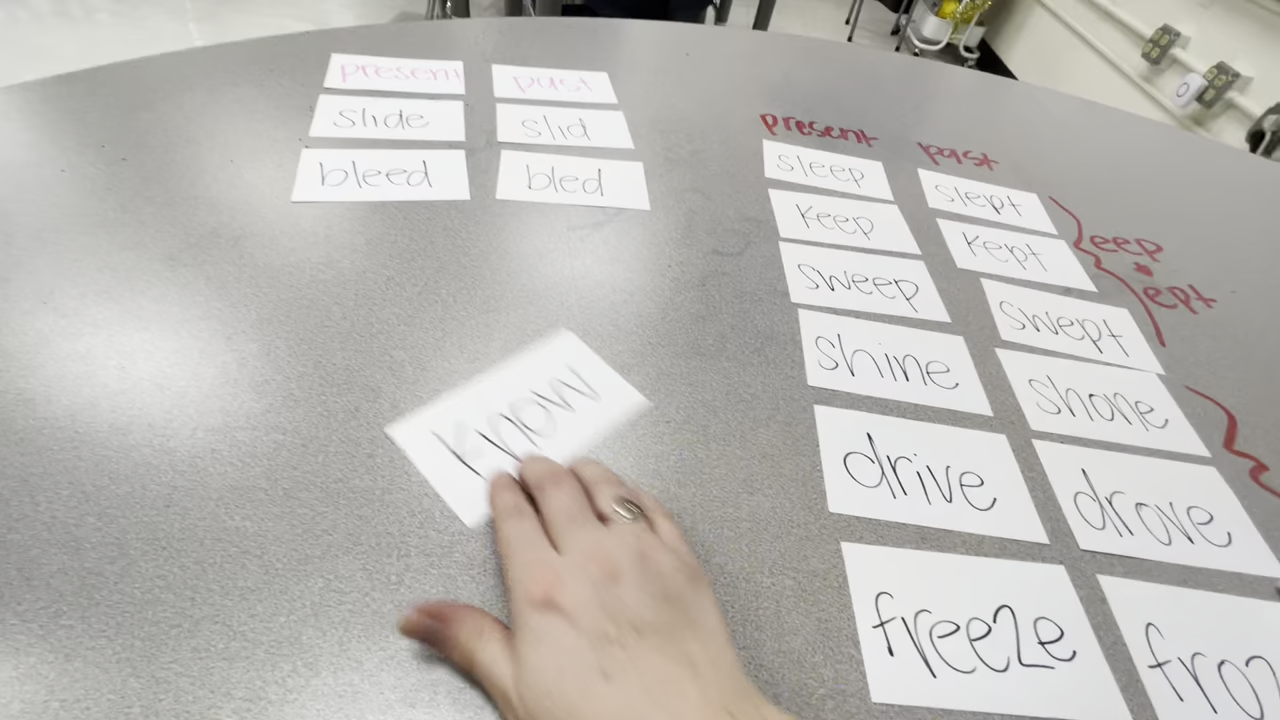 present past
slide slid
bleed bled
present past
sleep slept
keep kept
sweep swept
eep
ept
shine shone
drive drove
freeze
know